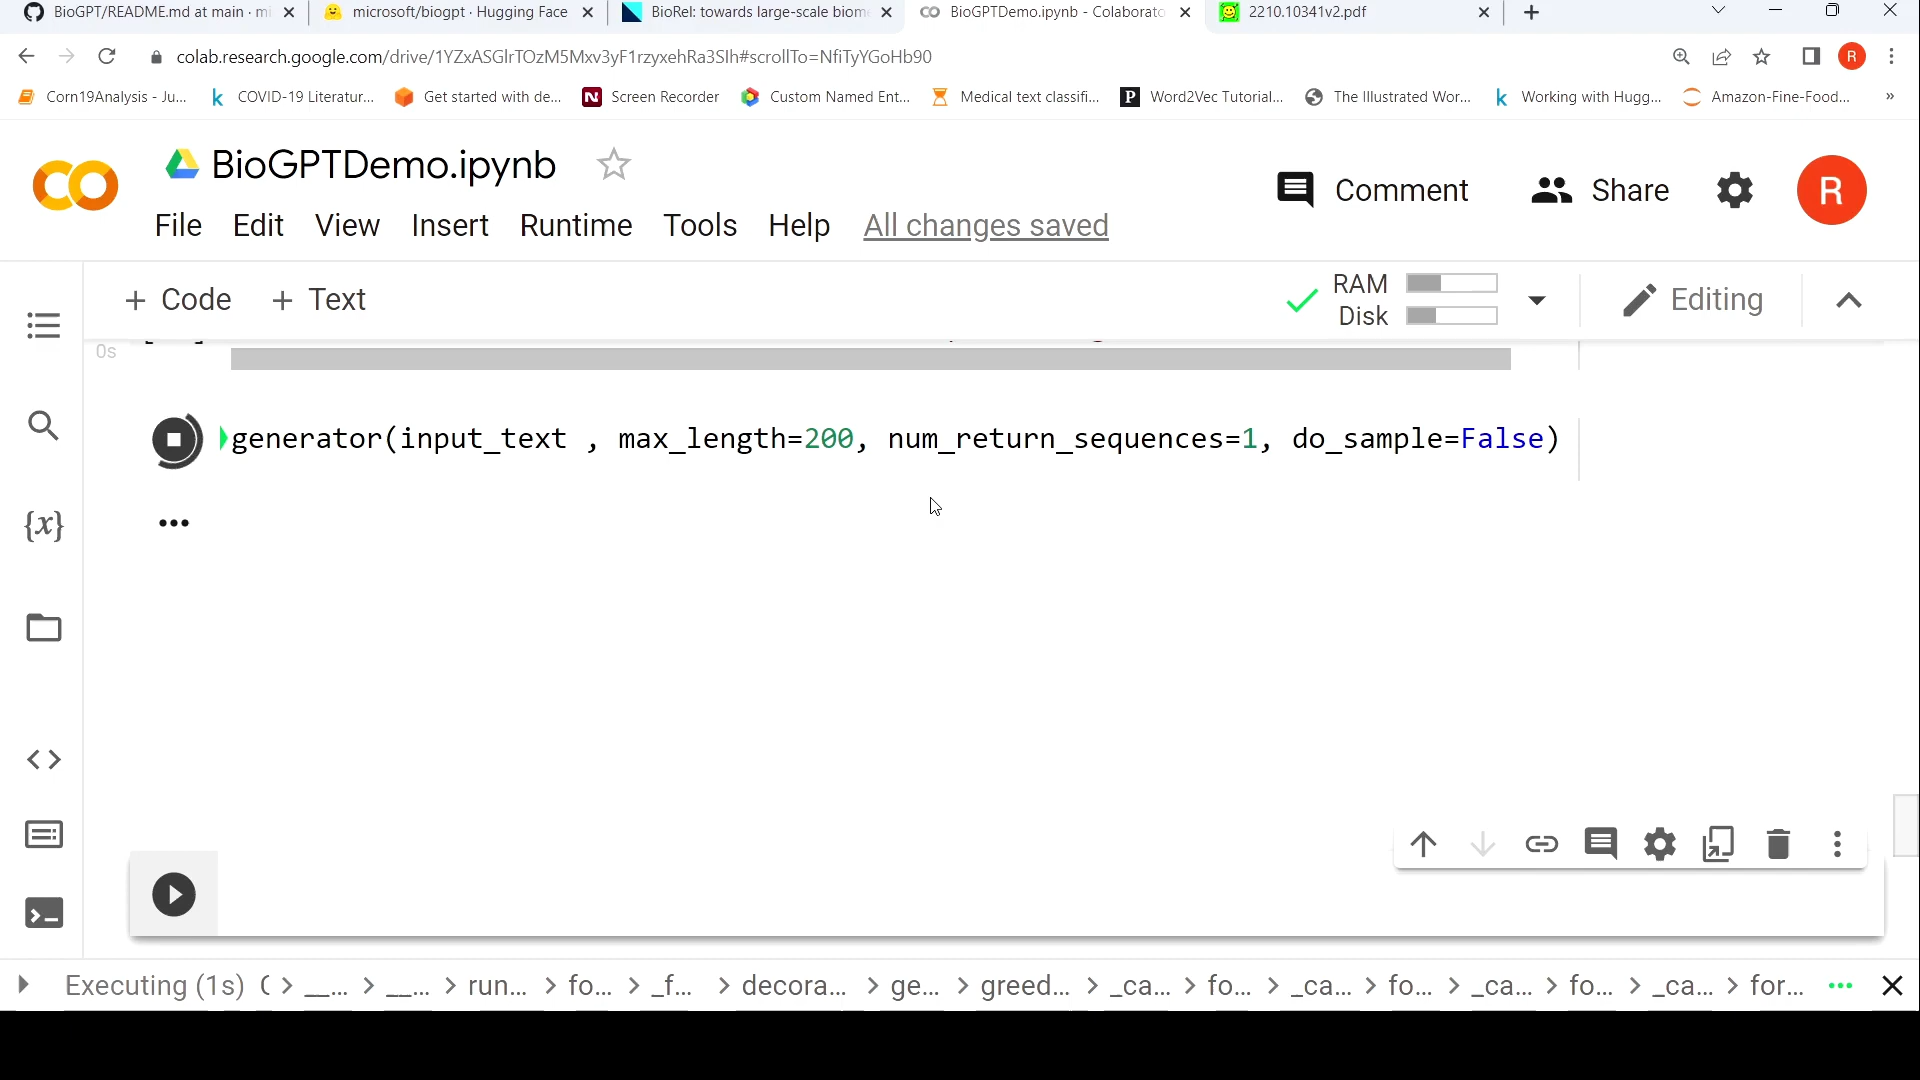 BioGPT/README.md at main · mi
microsoft/biogpt · Hugging Face
BioRel: towards large-scale biome
BioGPTDemo.ipynb - Colaborato
2210.10341v2.pdf
colab.research.google.com/drive/1YZxASGlrTOzM5Mxv3yF1rzyxehRa3SIh#scrollTo=NfiTyYGoHb90
R
Corn19Analysis - Ju...
COVID-19 Literatur...
Get started with de...
Screen Recorder
Custom Named Ent...
Medical text classifi...
Word2Vec Tutorial...
The Illustrated Wor...
Working with Hugg...
Amazon-Fine-Food...
»
BioGPTDemo.ipynb
Comment
Share
R
File Edit View Insert Runtime Tools Help All changes saved
+ Code + Text
RAM
Disk
Editing
0s
generator(input_text , max_length=200, num_return_sequences=1, do_sample=False)
...
{x}
Executing (1s) ( > __... > __... > run... > fo... > _f... > decora... > ge... > greed... > _ca... > fo... > _ca... > fo... > _ca... > fo... > _ca... > for... ...